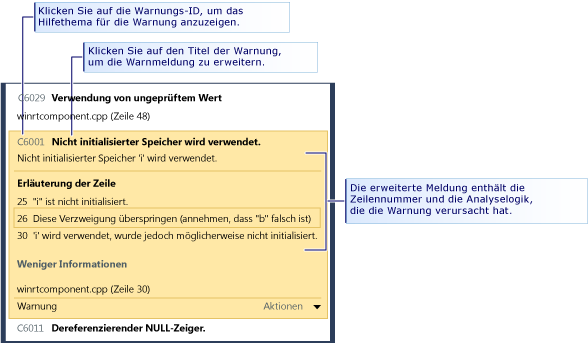 Klicken Sie auf die Warnungs-ID, um das
Hilfethema für die Warnung anzuzeigen.
Klicken Sie auf den Titel der Warnung,
um die Warnmeldung zu erweitern.
C6029 Verwendung von ungeprüftem Wert
winrtcomponent.cpp (Zeile 48)
C6001 Nicht initialisierter Speicher wird verwendet.
Nicht initialisierter Speicher 'i' wird verwendet.
Erläuterung der Zeile
25 "i" ist nicht initialisiert.
26 Diese Verzweigung überspringen (annehmen, dass "b" falsch ist)
30 'i' wird verwendet, wurde jedoch möglicherweise nicht initialisiert.
Weniger Informationen
winrtcomponent.cpp (Zeile 30)
Warnung Aktionen
C6011 Dereferenzierender NULL-Zeiger.
Die erweiterte Meldung enthält die
Zeilennummer und die Analyselogik,
die die Warnung verursacht hat.